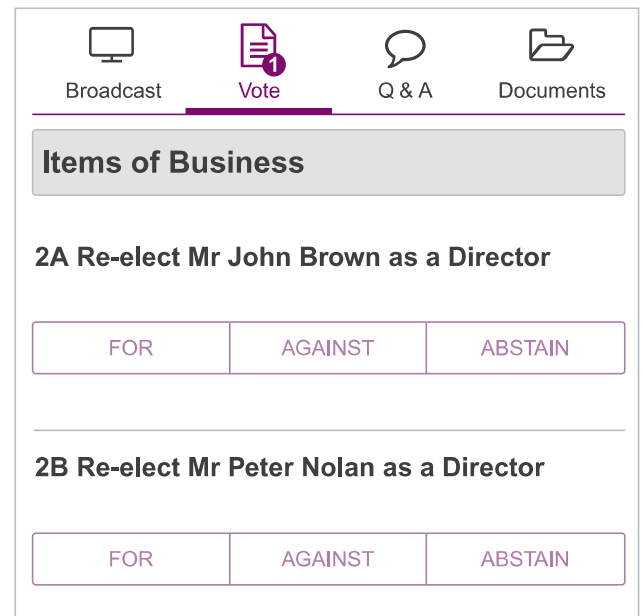 1
Broadcast Vote Q & A Documents
Items of Business
2A Re-elect Mr John Brown as a Director
FOR AGAINST ABSTAIN
2B Re-elect Mr Peter Nolan as a Director
FOR AGAINST ABSTAIN